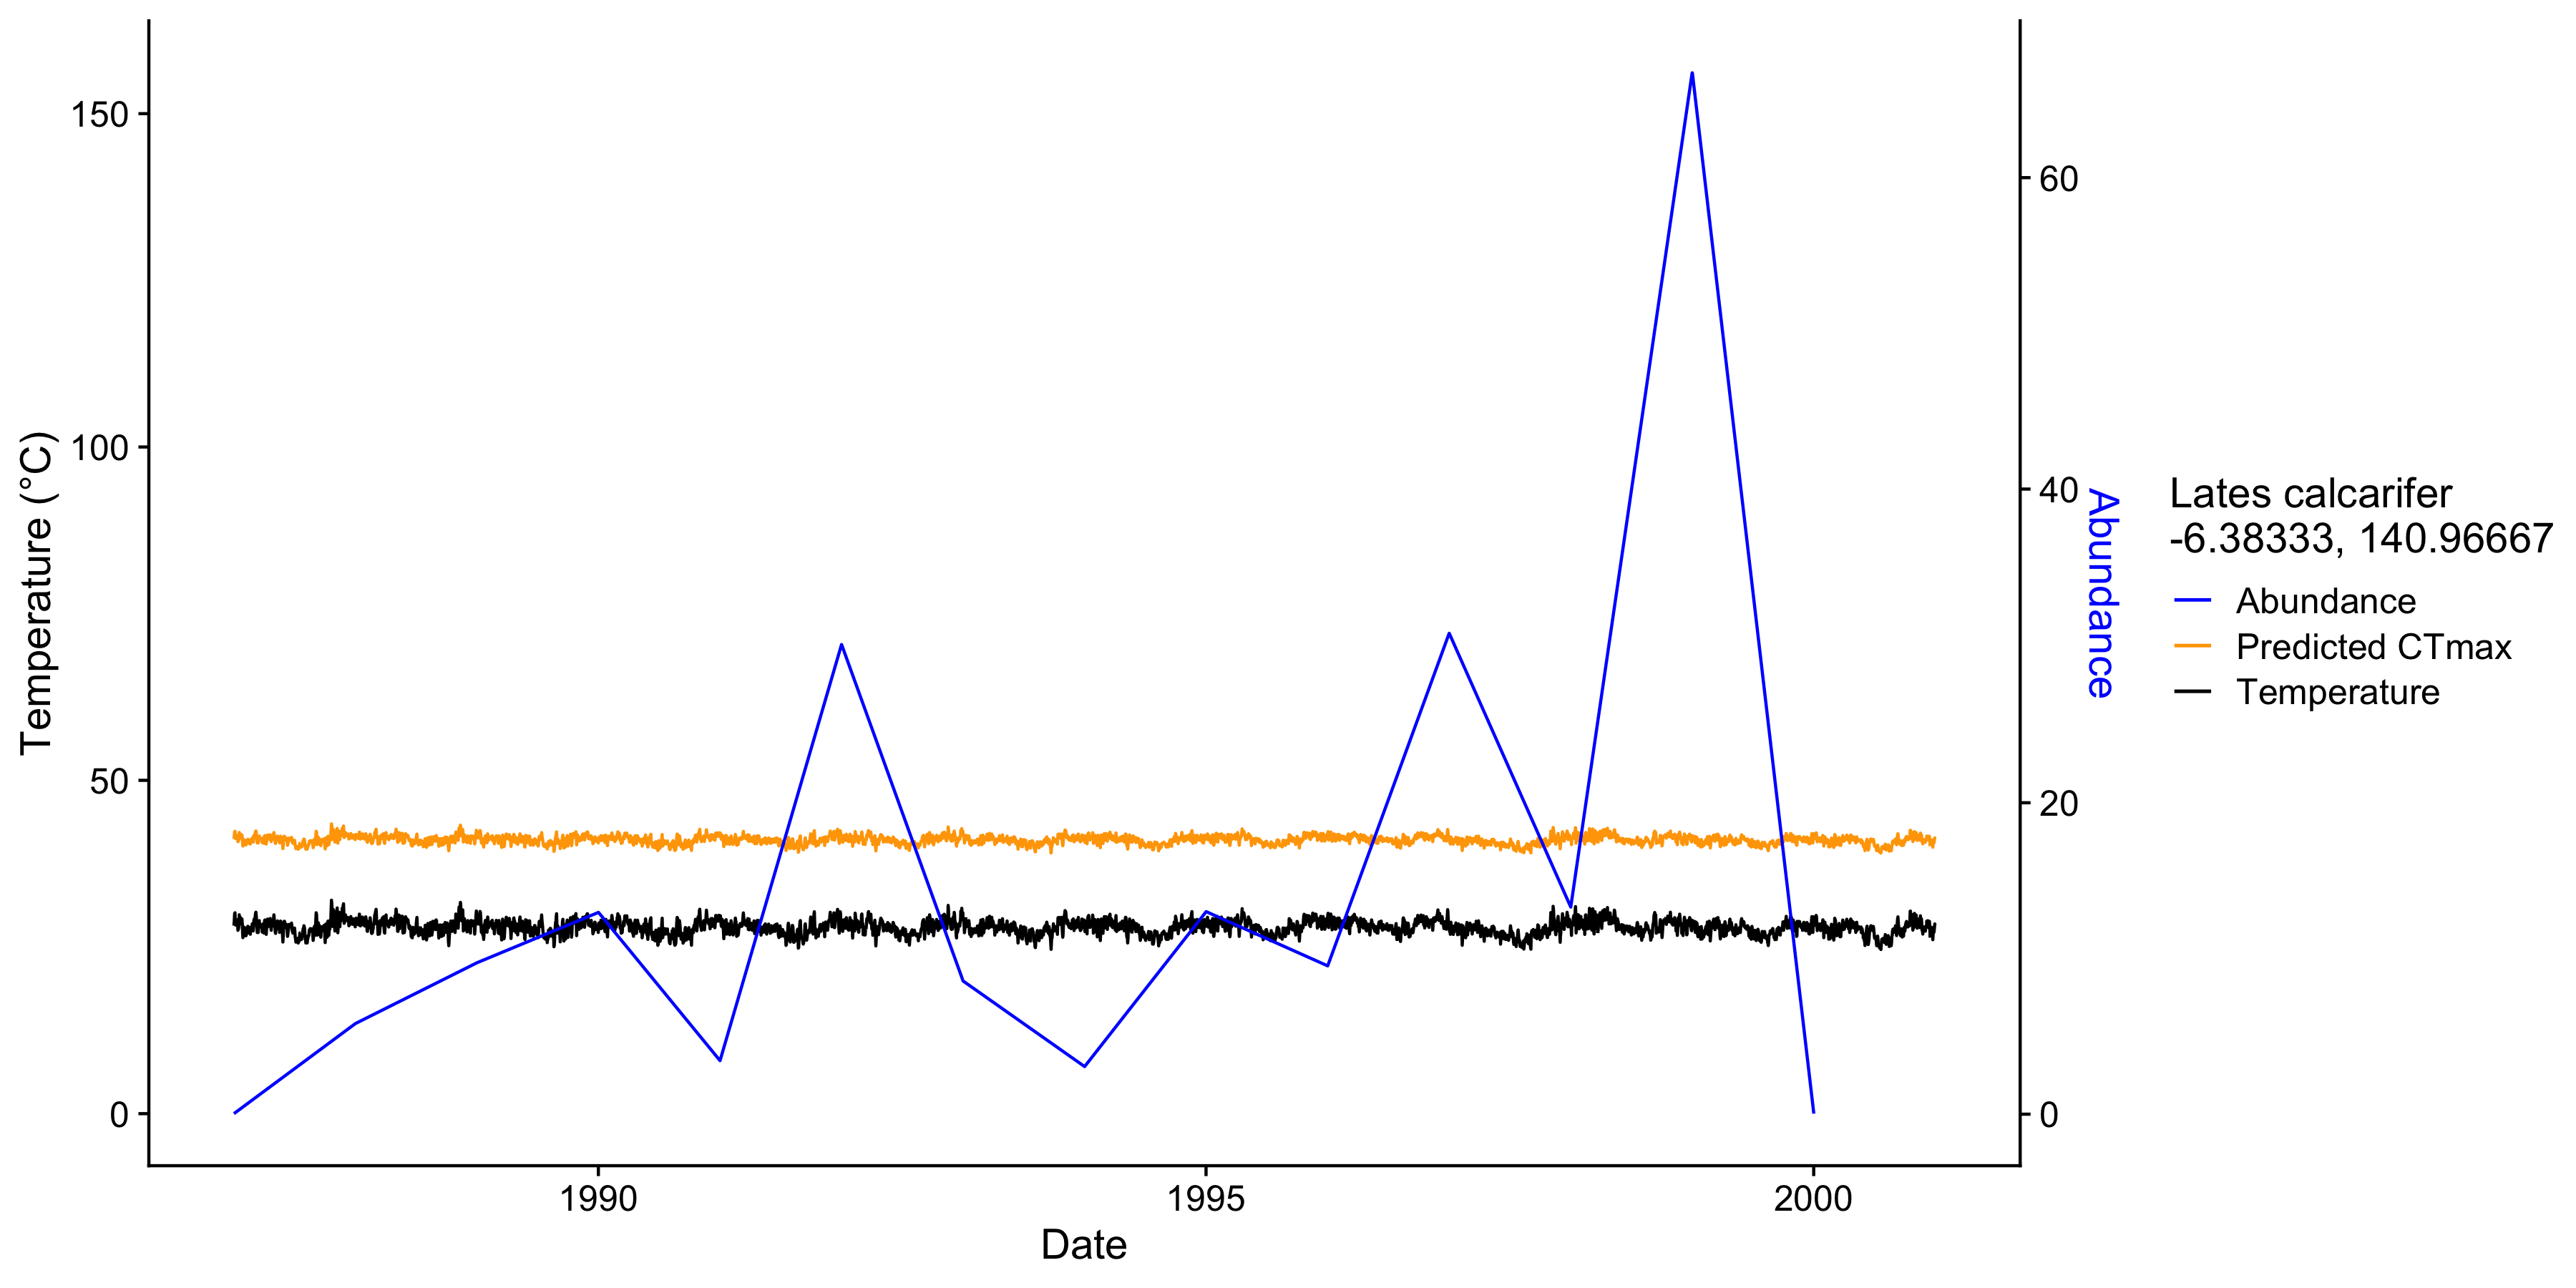 150
100
50
0
Temperature (°C)
1990
1995
2000
Date
60
40
20
0
Abundance
Lates calcarifer
-6.38333, 140.96667
Abundance
Predicted CTmax
Temperature